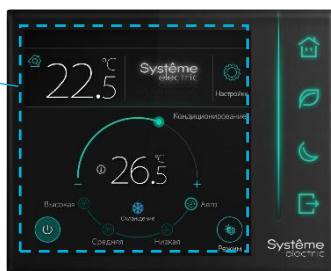 22.5 °C
Systême
electric
Настройки
Кондиционирование
26.5 °C
− +
Высокая
Авто
Охлаждение
Средняя
Низкая
Режим
Systême
electric